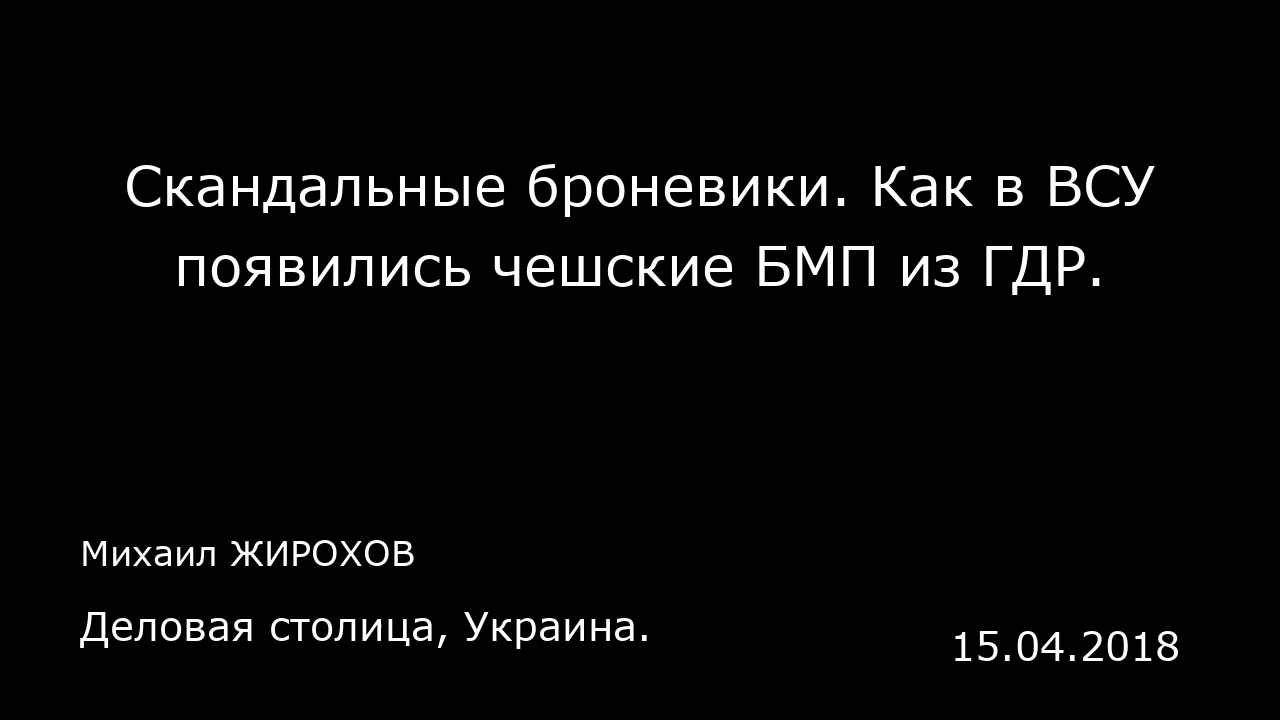 Скандальные броневики. Как в ВСУ
появились чешские БМП из ГДР.
Михаил ЖИРОХОВ
Деловая столица, Украина.
15.04.2018